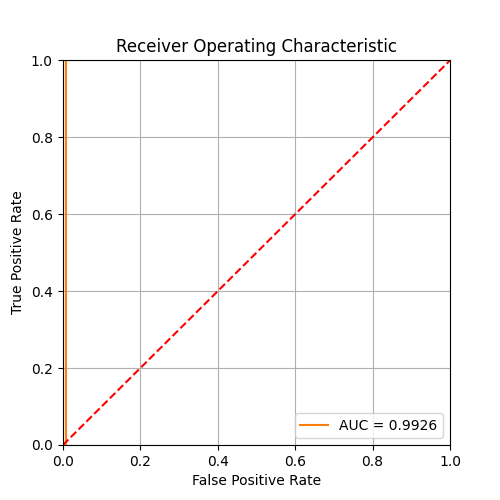 Receiver Operating Characteristic
1.0
0.8
0.6
0.4
0.2
0.0
True Positive Rate
AUC = 0.9926
0.0 0.2 0.4 0.6 0.8 1.0
False Positive Rate